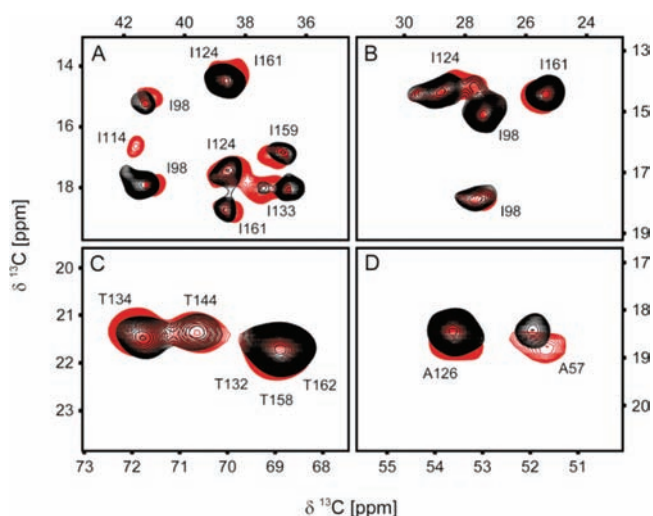 42 40 38 36
30 28 26 24
A
B
14
16
18
13
15
17
19
I124 I161
I98
I114
I124 I159
I98
I133
I161
I124
I161
I98
I98
δ ¹³C [ppm]
C
D
20
21
22
23
17
18
19
20
T134 T144
T132 T162
T158
A126 A57
73 72 71 70 69 68
55 54 53 52 51
δ ¹³C [ppm]